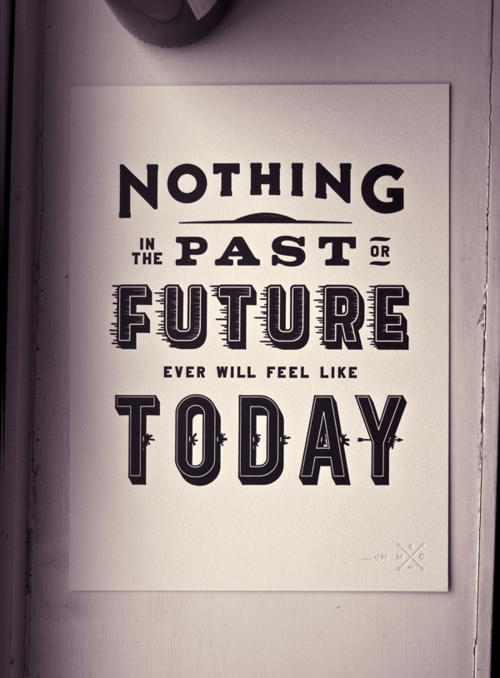 NOTHING
IN THE PAST OR
FUTURE
EVER WILL FEEL LIKE
TODAY
M C